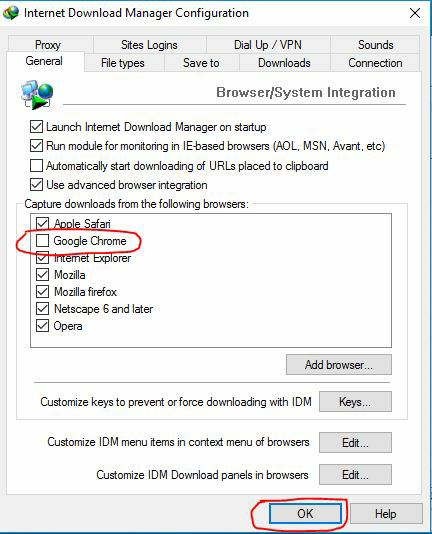 Internet Download Manager Configuration
Proxy Sites Logins Dial Up / VPN Sounds
General File types Save to Downloads Connection
Browser/System Integration
Launch Internet Download Manager on startup
Run module for monitoring in IE-based browsers (AOL, MSN, Avant, etc)
Automatically start downloading of URLs placed to clipboard
Use advanced browser integration
Capture downloads from the following browsers:
Apple Safari
Google Chrome
Internet Explorer
Mozilla
Mozilla firefox
Netscape 6 and later
Opera
Add browser...
Customize keys to prevent or force downloading with IDM Keys...
Customize IDM menu items in context menu of browsers Edit...
Customize IDM Download panels in browsers Edit...
OK Help